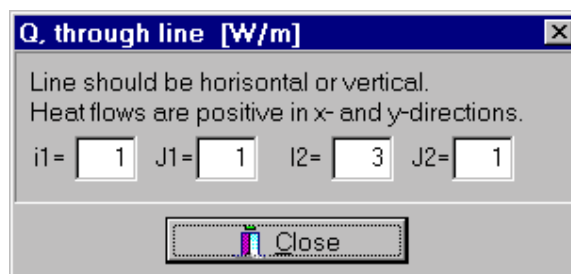 Q, through line [W/m]
Line should be horisontal or vertical.
Heat flows are positive in x- and y-directions.
i1= 1 J1= 1 I2= 3 J2= 1
Close